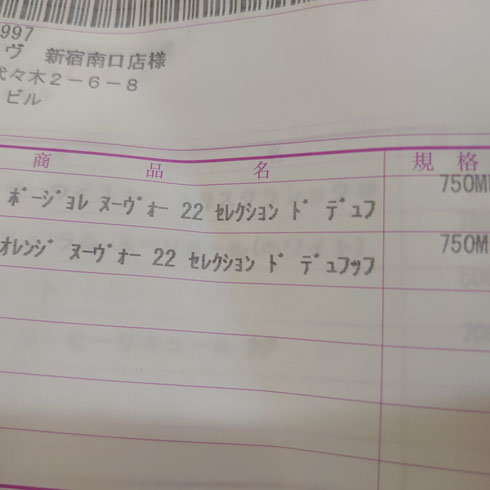 997
ヴ 新宿南口店様
代々木2-6-8
ビル
商 品 名 規 格
ﾎﾞｰｼﾞｮﾚ ﾇｰｳﾞｫｰ 22 ｾﾚｸｼｮﾝ ﾄﾞ ﾃﾞｭﾌ 750M
ｵﾚﾝｼﾞ ﾇｰｳﾞｫｰ 22 ｾﾚｸｼｮﾝ ﾄﾞ ﾃﾞｭﾌｯﾌ 750M